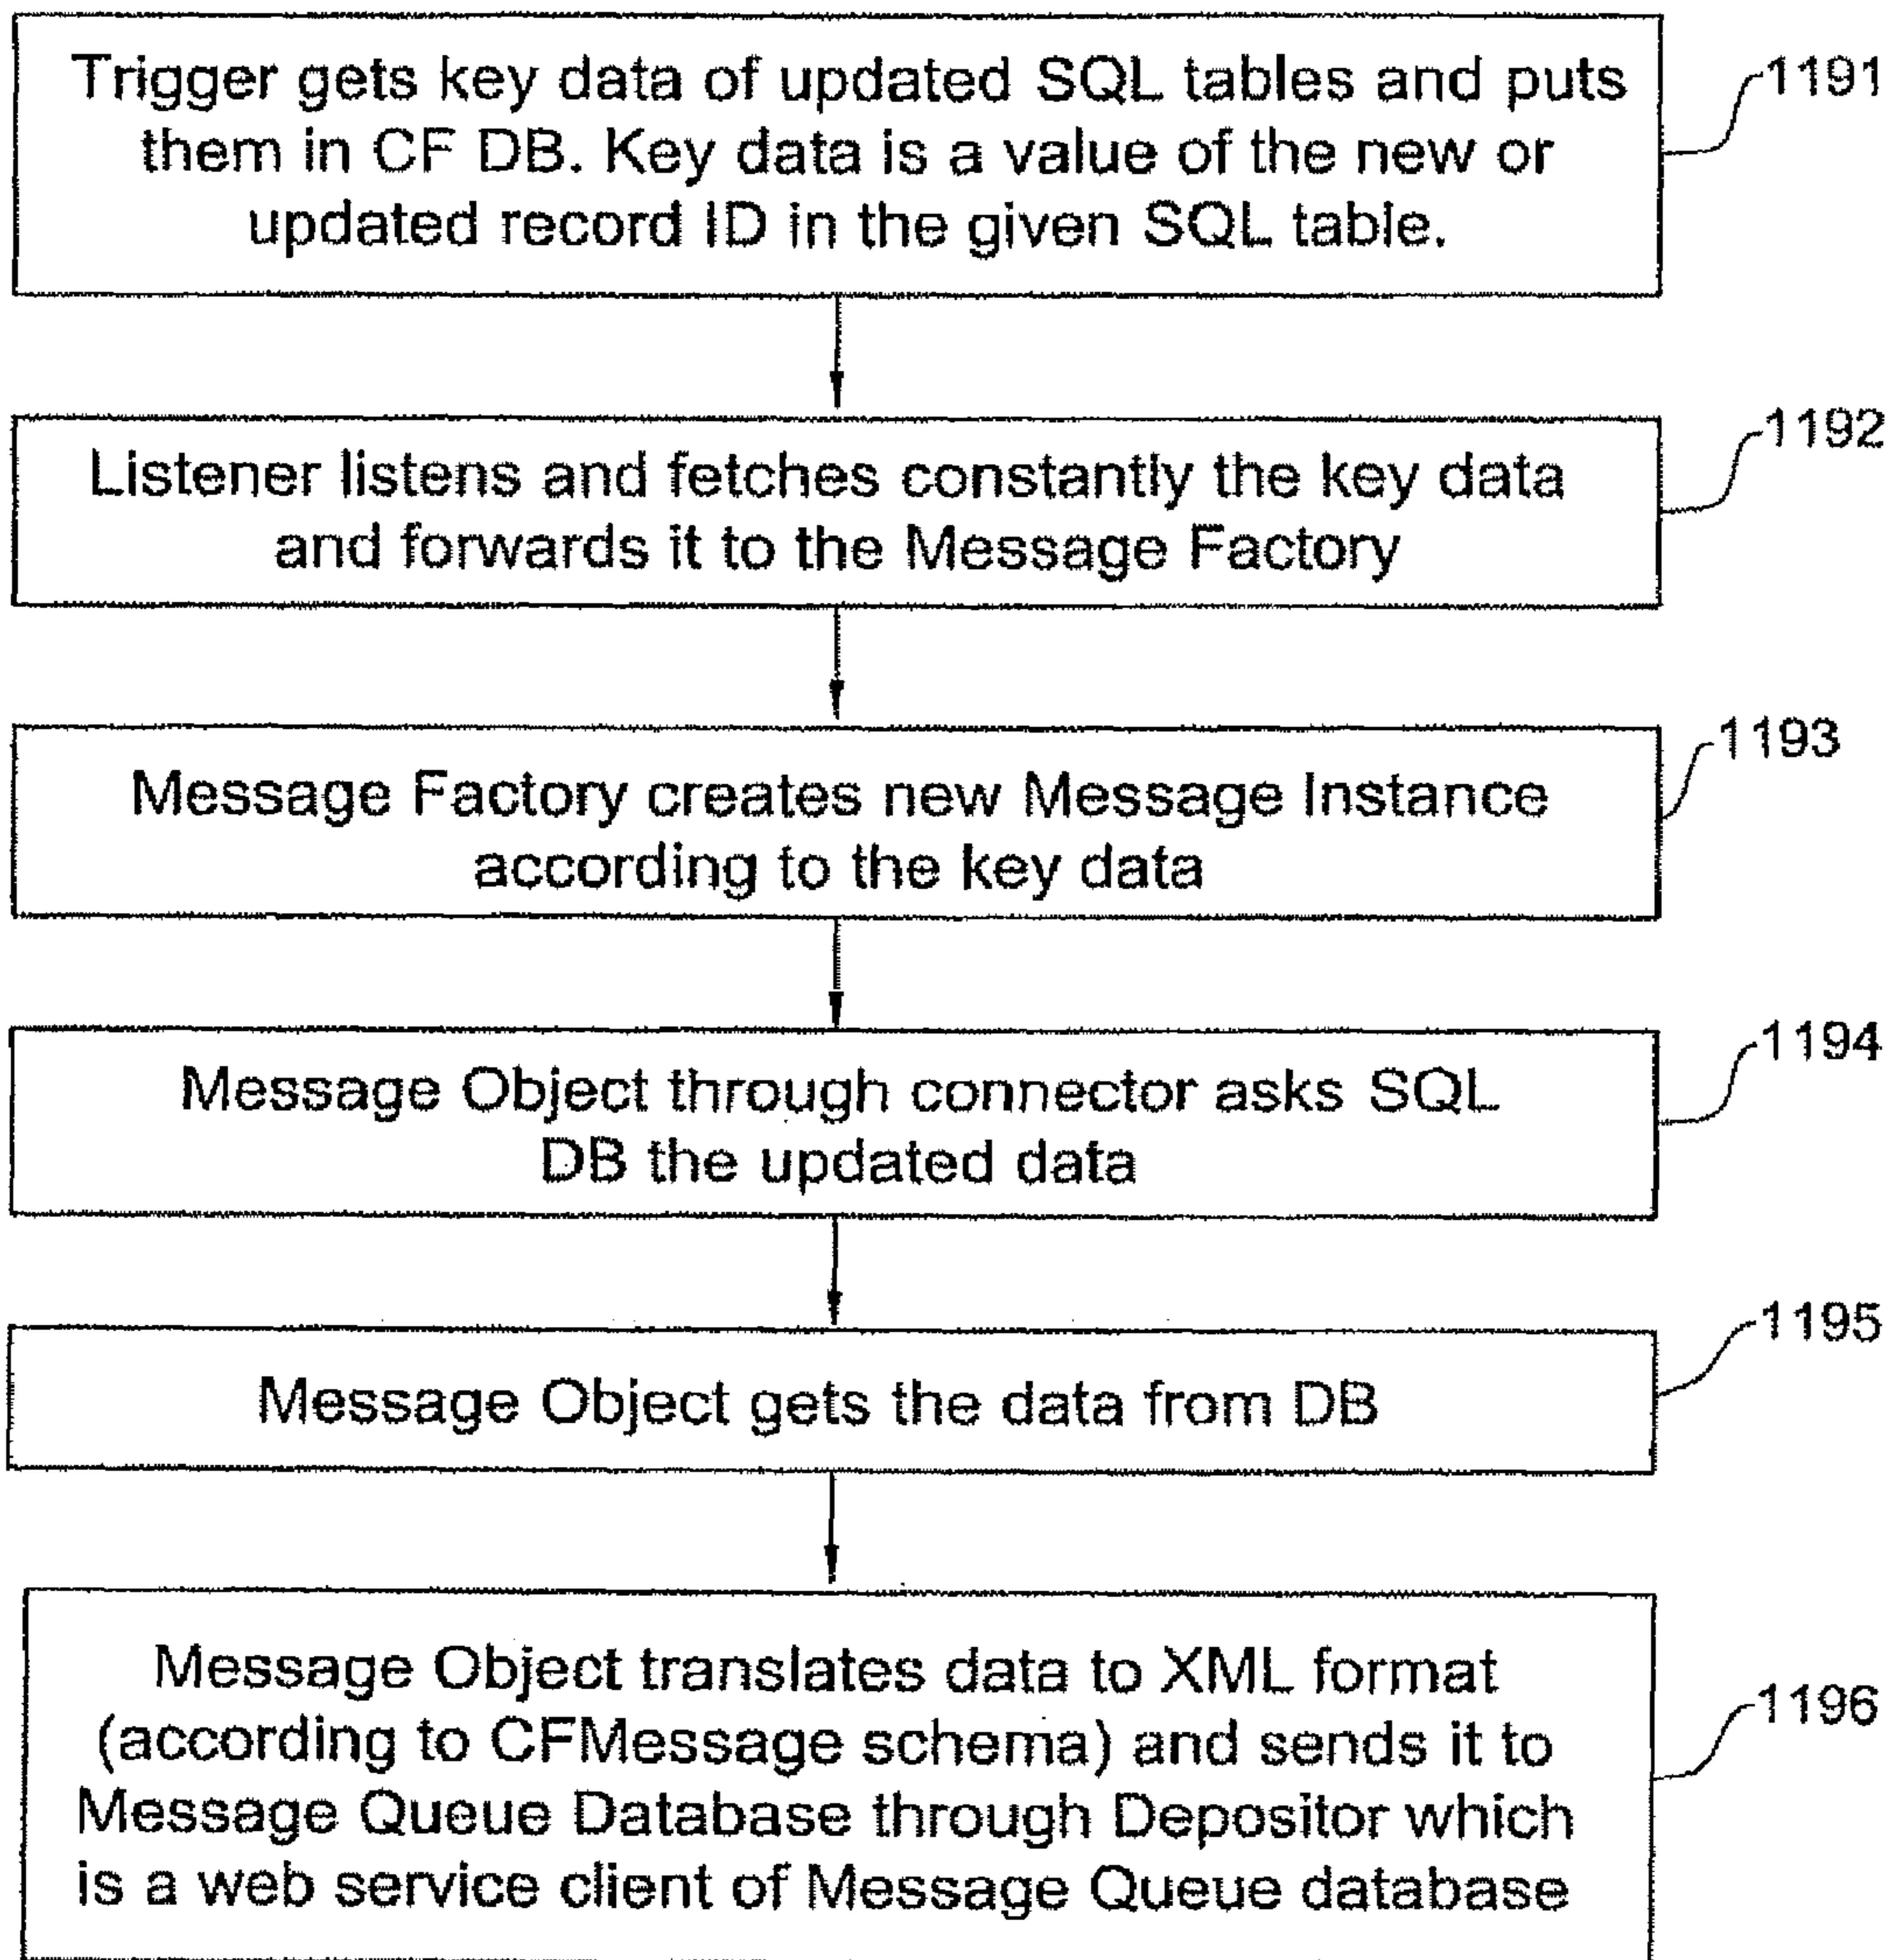 Trigger gets key data of updated SQL tables and puts
them in CF DB. Key data is a value of the new or
updated record ID in the given SQL table.
1191
Listener listens and fetches constantly the key data
and forwards it to the Message Factory
1192
Message Factory creates new Message Instance
according to the key data
1193
Message Object through connector asks SQL
DB the updated data
1194
Message Object gets the data from DB
1195
Message Object translates data to XML format
(according to CFMessage schema) and sends it to
Message Queue Database through Depositor which
is a web service client of Message Queue database
1196